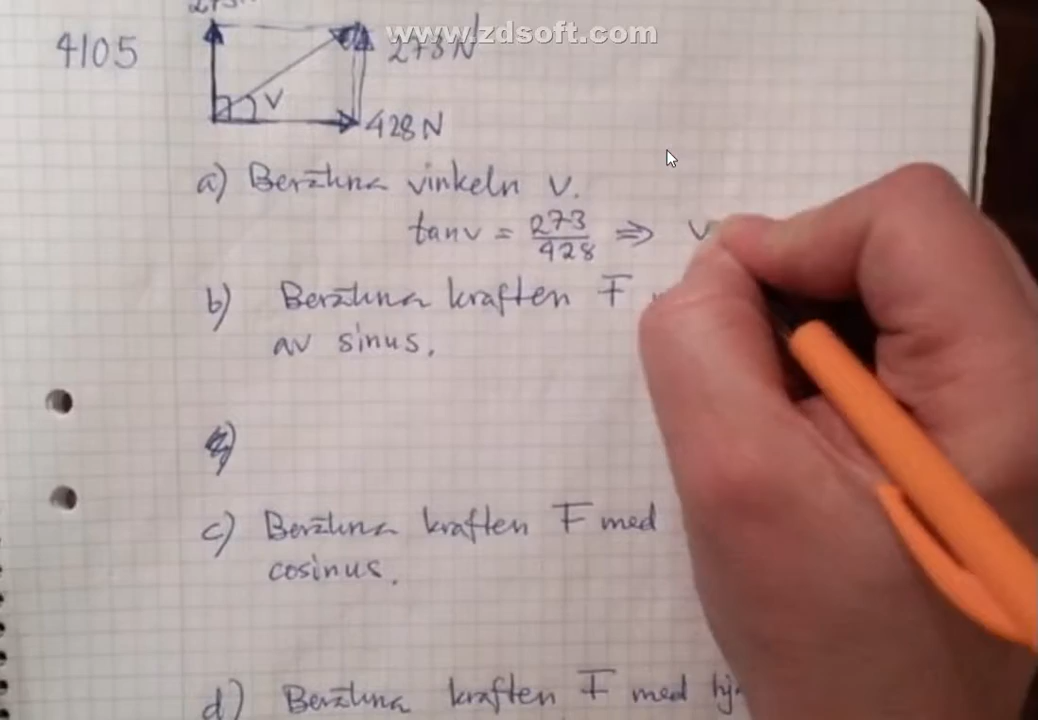 www.zdsoft.com
4105
273 N
V
428 N
a) Beräkna vinkeln v.
tan v = 273/428 ⇒ v
b) Beräkna kraften F
av sinus.
c) Beräkna kraften F med
cosinus.
d) Beräkna kraften F med